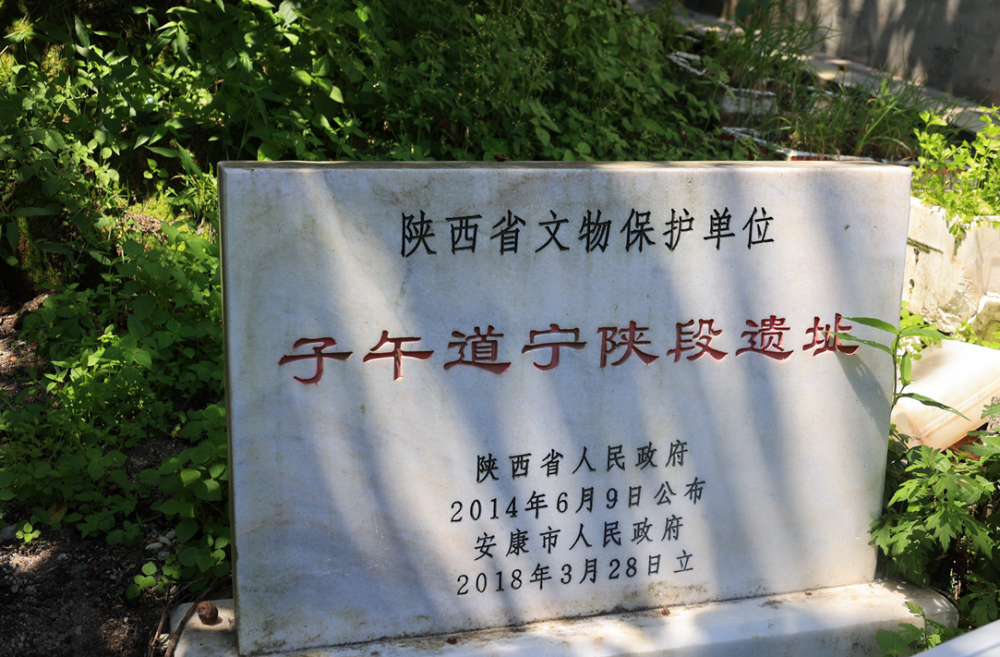 陕西省文物保护单位
子午道宁陕段遗址
陕西省人民政府
2014年6月9日公布
安康市人民政府
2018年3月28日立